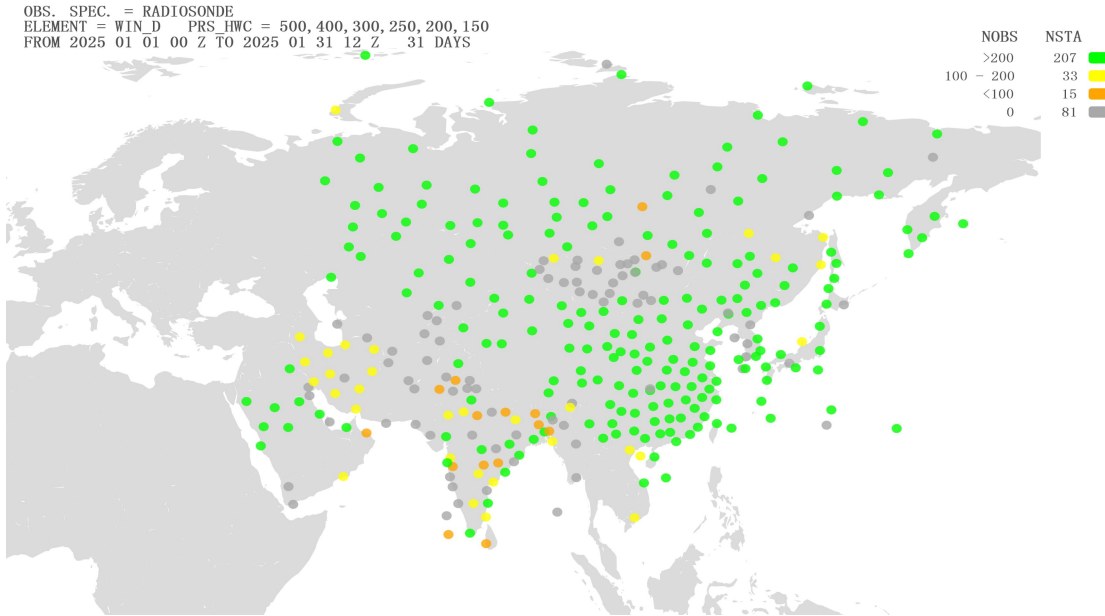 OBS. SPEC. = RADIOSONDE
ELEMENT = WIN_D PRS_HWC = 500,400,300,250,200,150
FROM 2025 01 01 00 Z TO 2025 01 31 12 Z 31 DAYS
NOBS NSTA
>200 207
100 - 200 33
<100 15
0 81